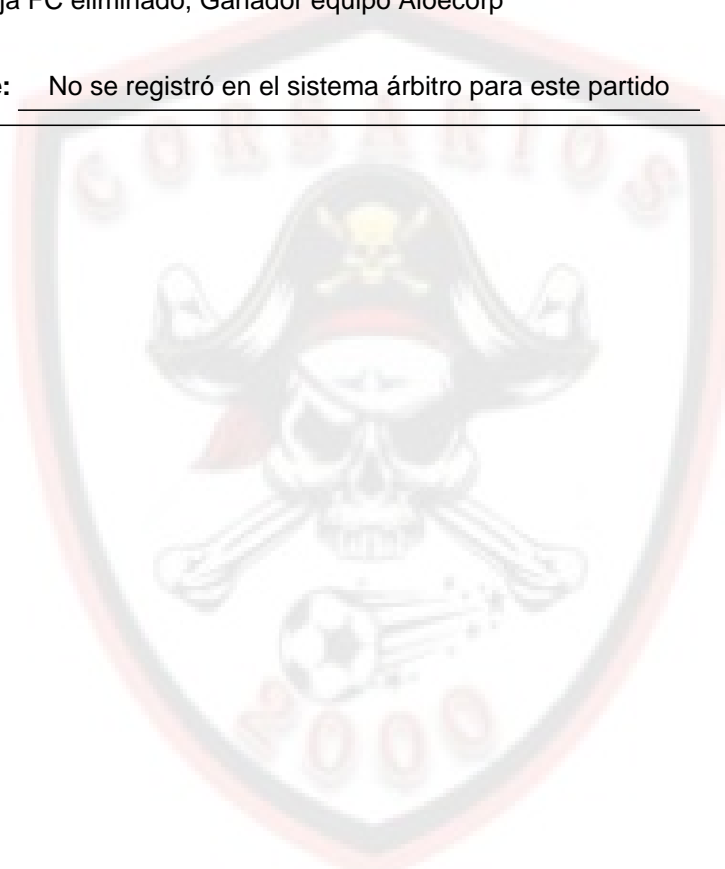 ja FC eliminado, Ganador equipo Aloecorp
e: No se registró en el sistema árbitro para este partido
CORSARIOS
2000